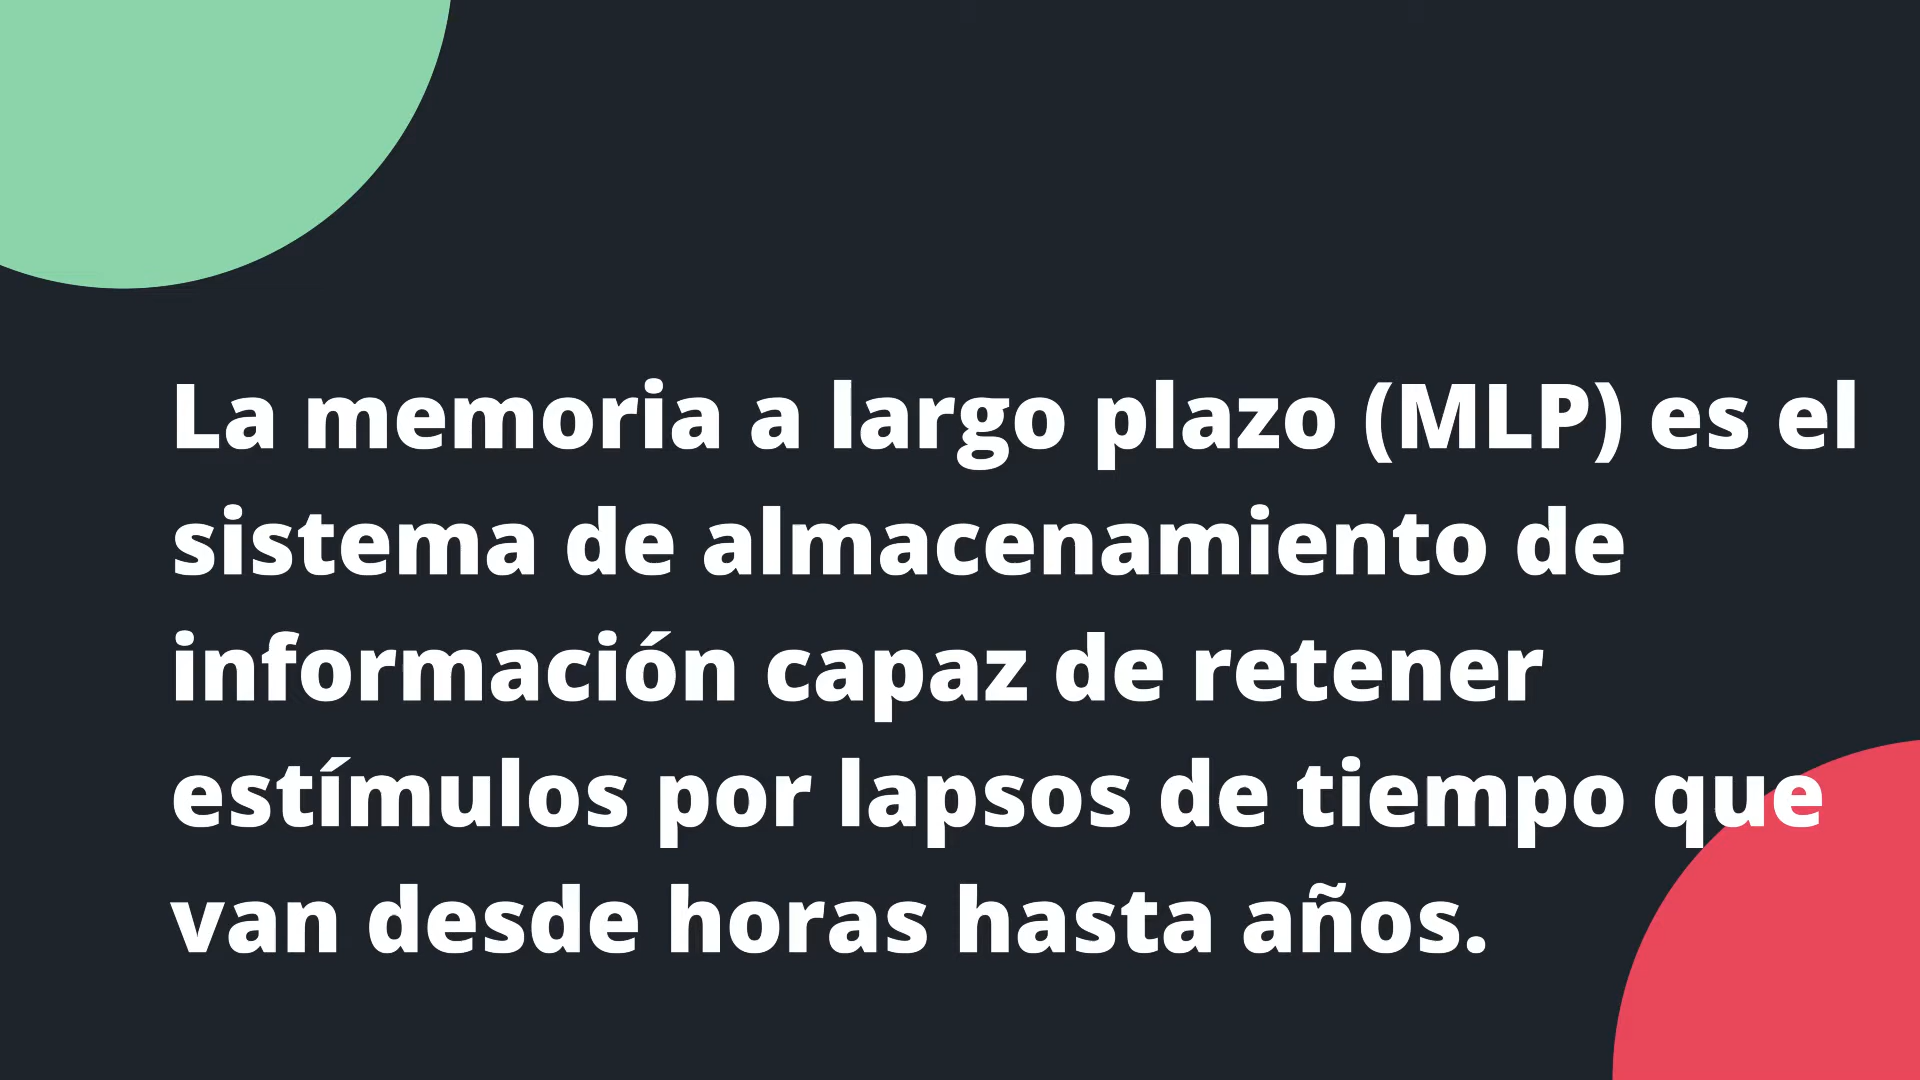 La memoria a largo plazo (MLP) es el
sistema de almacenamiento de
información capaz de retener
estímulos por lapsos de tiempo que
van desde horas hasta años.